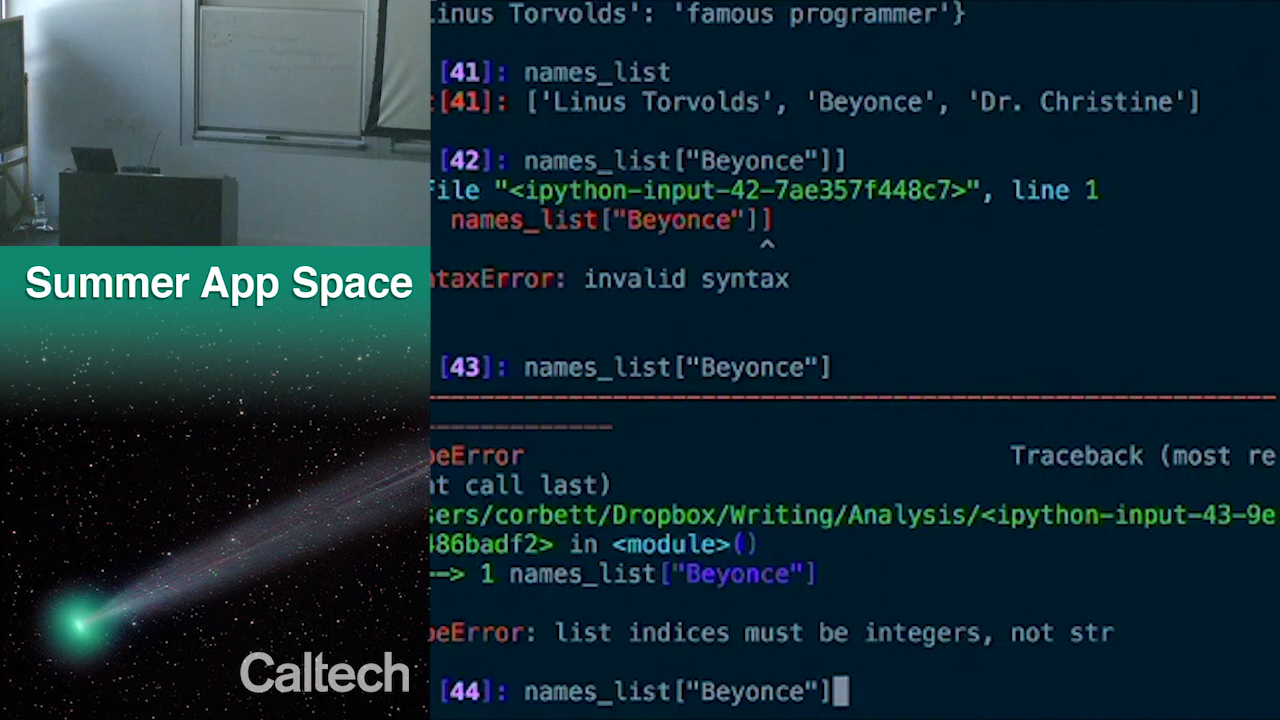 Summer App Space
Caltech
inus Torvolds': 'famous programmer'}
[41]: names_list
[41]: ['Linus Torvolds', 'Beyonce', 'Dr. Christine']
[42]: names_list["Beyonce"]]
File "<ipython-input-42-7ae357f448c7>", line 1
names_list["Beyonce"]]
^
ntaxError: invalid syntax
[43]: names_list["Beyonce"]
----------------------------------------------------------
-------------
peError Traceback (most re
nt call last)
sers/corbett/Dropbox/Writing/Analysis/<ipython-input-43-9e
486badf2> in <module>()
--> 1 names_list["Beyonce"]
peError: list indices must be integers, not str
[44]: names_list["Beyonce"]